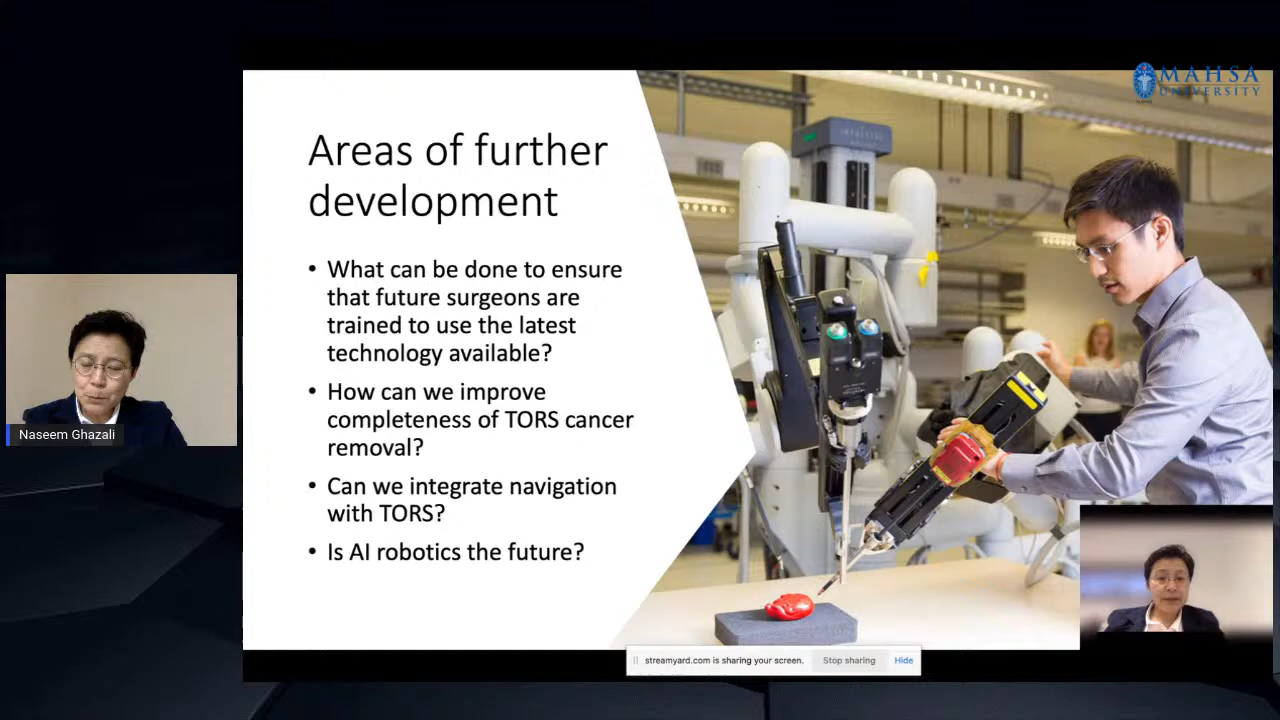 MAHSA
UNIVERSITY
Areas of further
development
• What can be done to ensure
that future surgeons are
trained to use the latest
technology available?
• How can we improve
completeness of TORS cancer
removal?
• Can we integrate navigation
with TORS?
• Is AI robotics the future?
Naseem Ghazali
streamyard.com is sharing your screen.
Stop sharing
Hide